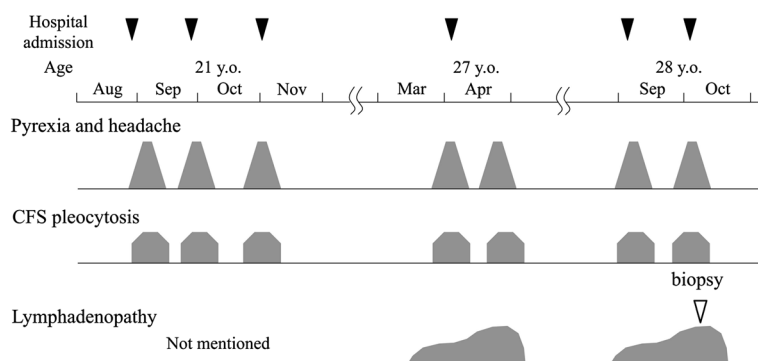 Hospital
admission
Age 21 y.o. 27 y.o. 28 y.o.
Aug Sep Oct Nov Mar Apr Sep Oct
Pyrexia and headache
CFS pleocytosis
biopsy
Lymphadenopathy
Not mentioned